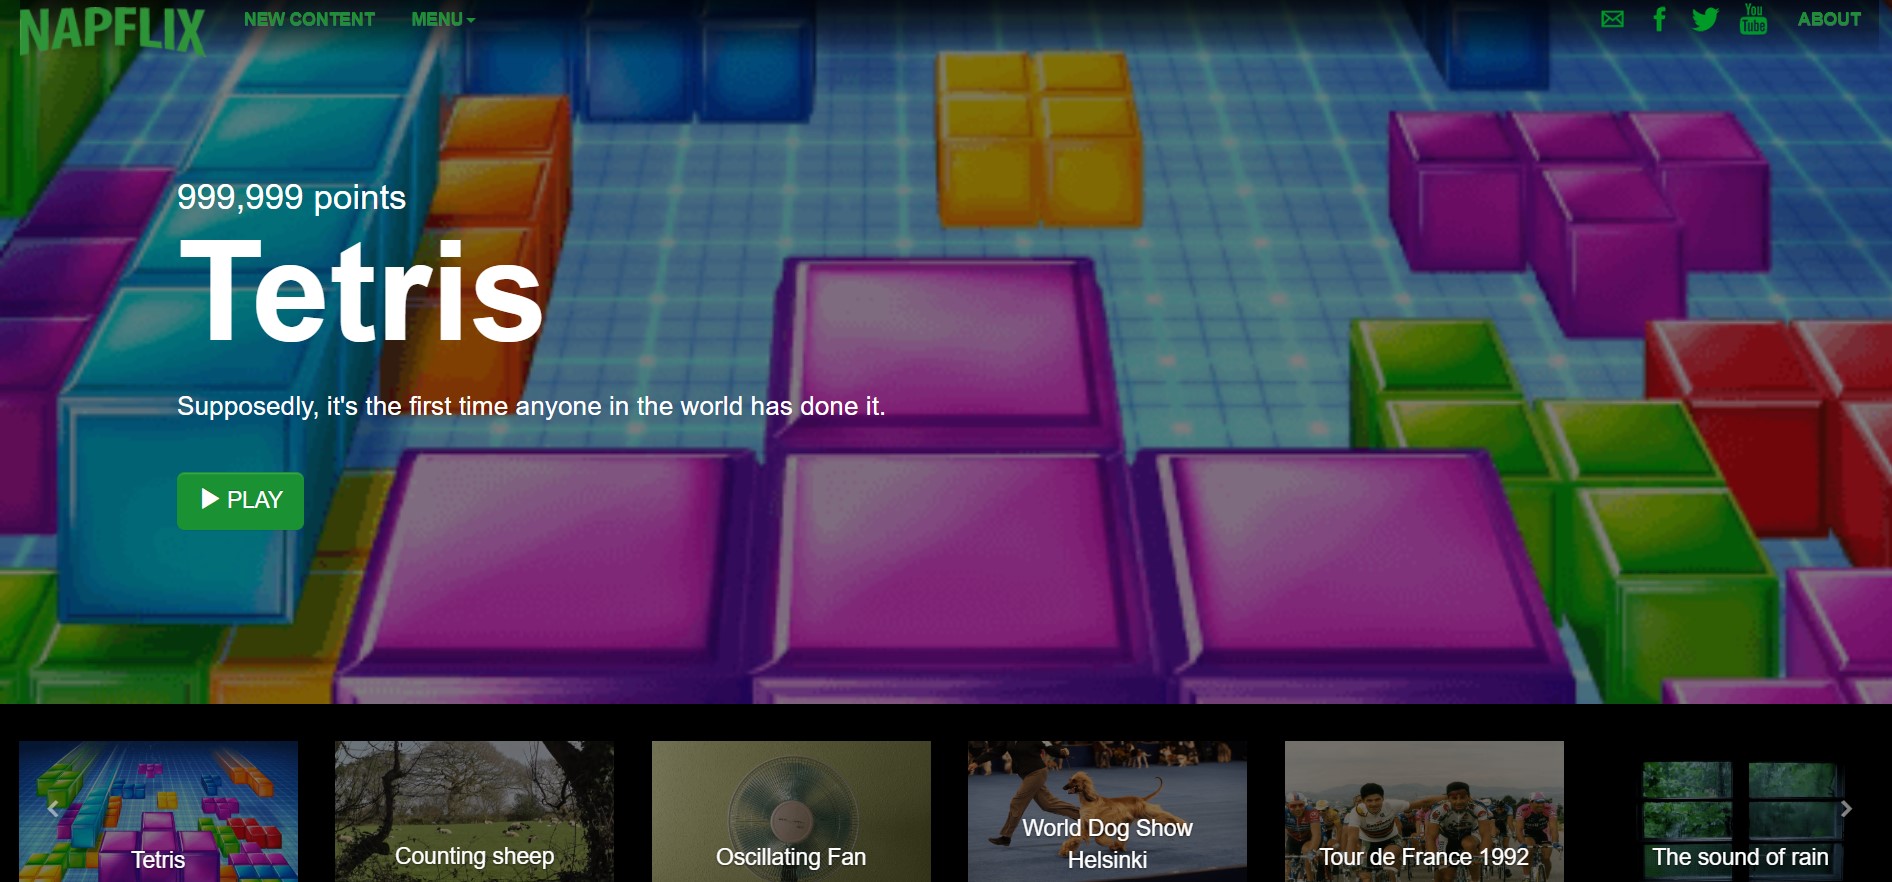 NAPFLIX
NEW CONTENT
MENU
You
Tube
ABOUT
999,999 points
Tetris
Supposedly, it's the first time anyone in the world has done it.
PLAY
Tetris
Counting sheep
Oscillating Fan
World Dog Show
Helsinki
Tour de France 1992
The sound of rain